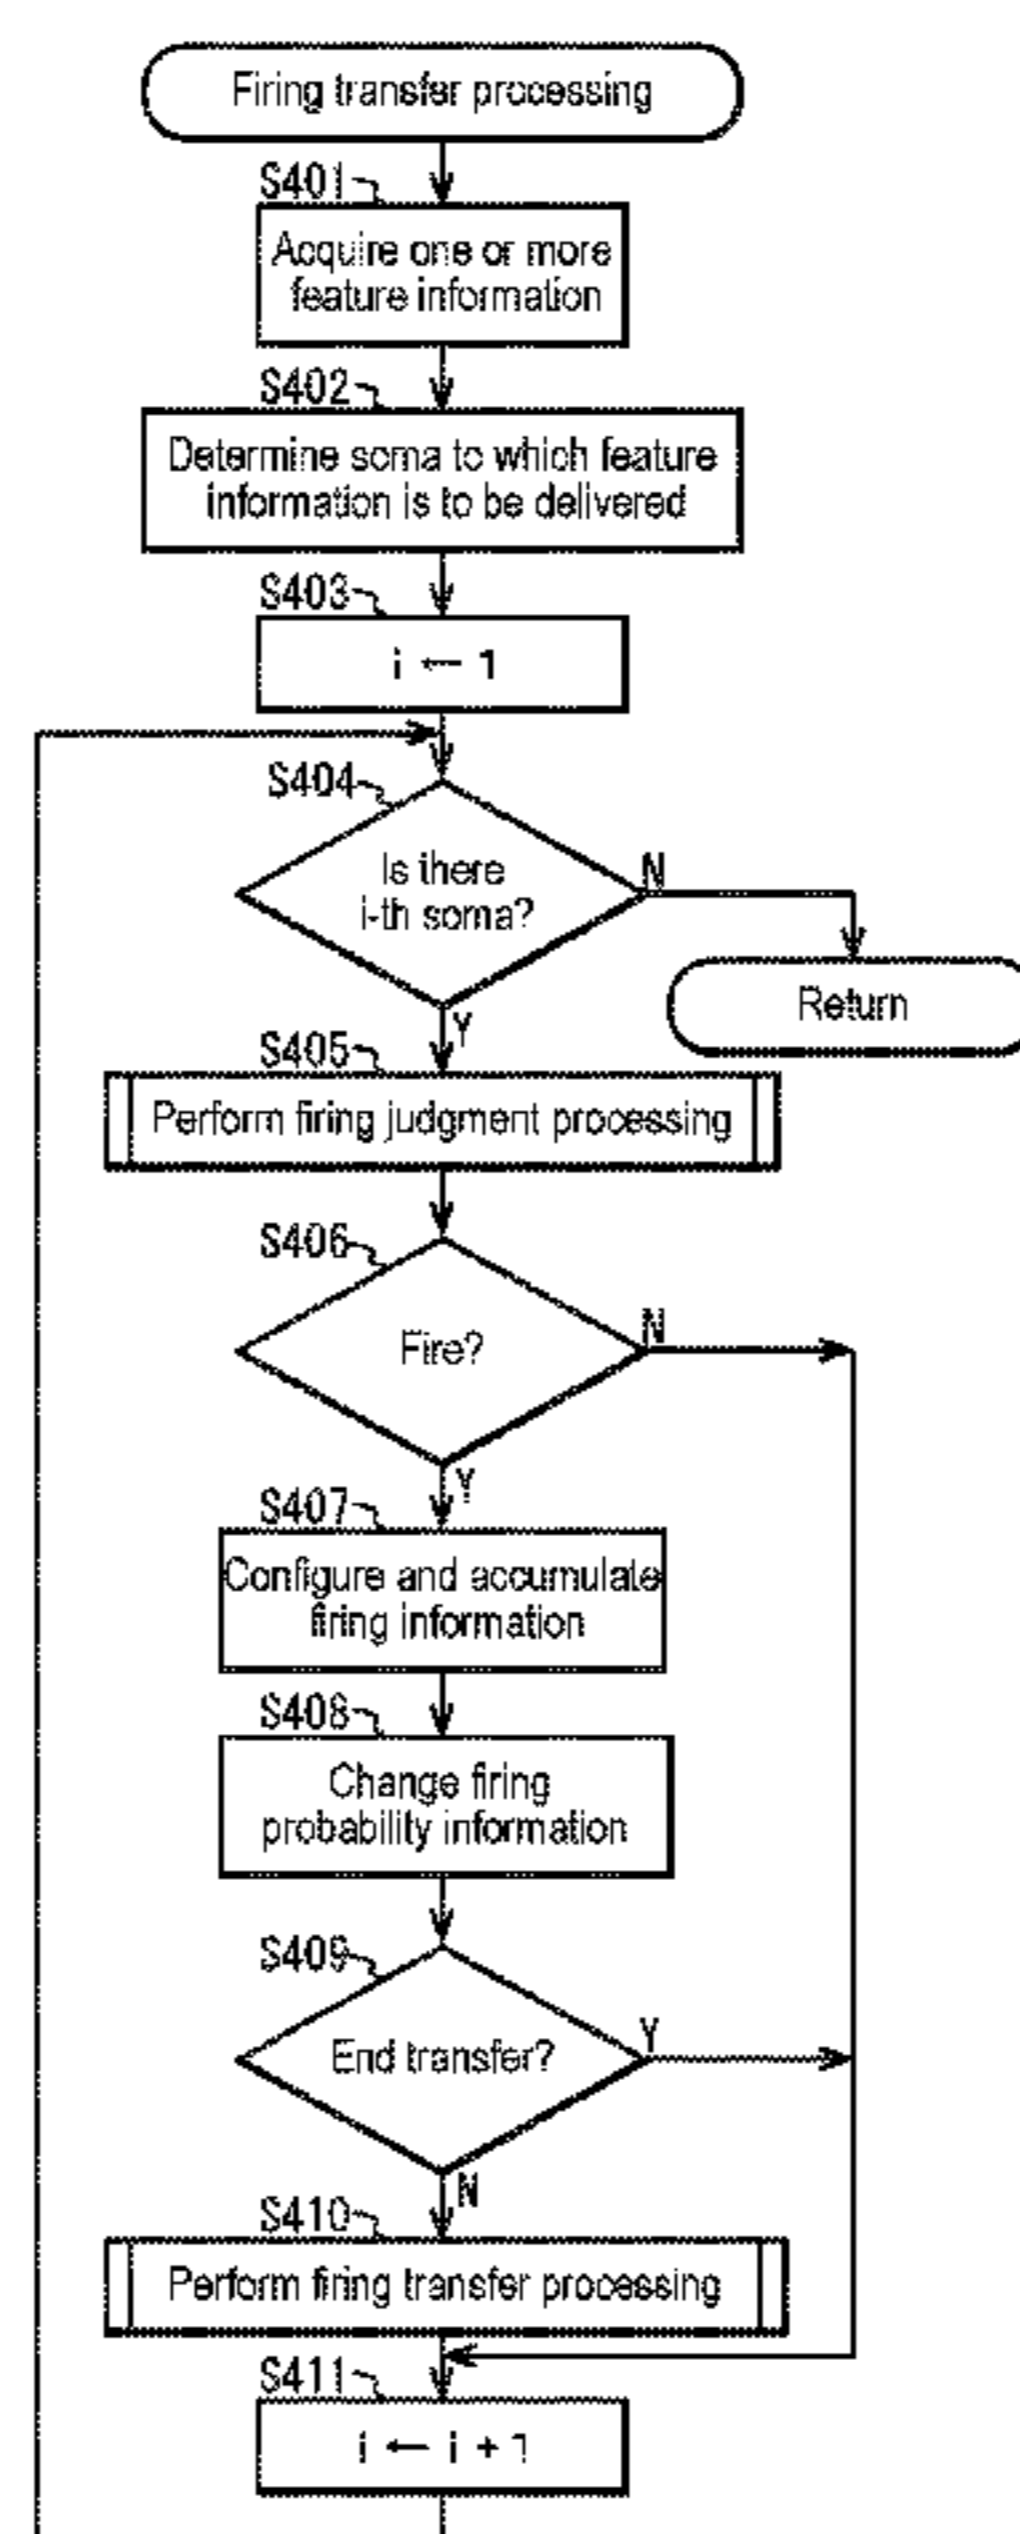 Firing transfer processing
S401
Acquire one or more
feature information
S402
Determine soma to which feature
information is to be delivered
S403
i ← 1
S404
Is there
i-th soma?
N
Return
Y
S405
Perform firing judgment processing
S406
Fire?
N
Y
S407
Configure and accumulate
firing information
S408
Change firing
probability information
S409
End transfer?
Y
N
S410
Perform firing transfer processing
S411
i ← i + 1